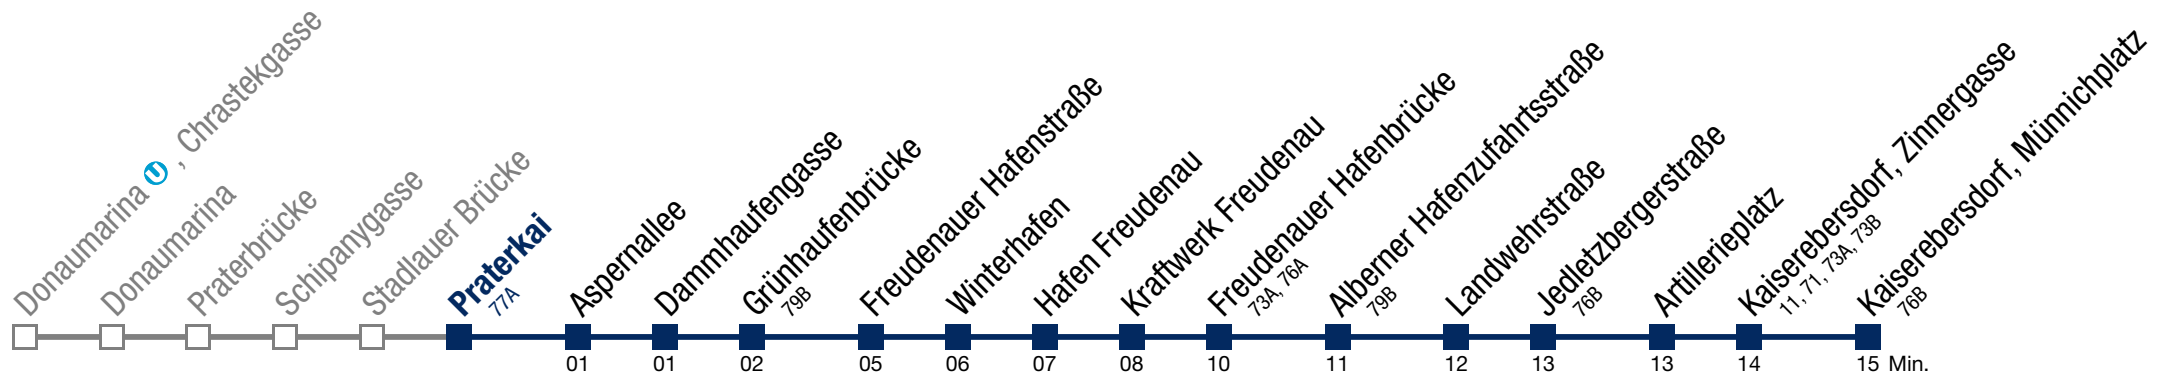 Donaumarina U, Chrastekgasse
Donaumarina
Praterbrücke
Schipanygasse
Stadlauer Brücke
Praterkai
77A
Aspernallee
Dammhaufengasse
Grünhaufenbrücke
79B
Freudenauer Hafenstraße
Winterhafen
Hafen Freudenau
Kraftwerk Freudenau
Freudenauer Hafenbrücke
73A, 76A
Alberner Hafenzufahrtsstraße
79B
Landwehrstraße
Jedletzbergerstraße
76B
Artillerieplatz
Kaiserebersdorf, Zinnergasse
11, 71, 73A, 73B
Kaiserebersdorf, Münnichplatz
76B
01 01 02 05 06 07 08 10 11 12 13 13 14 15 Min.